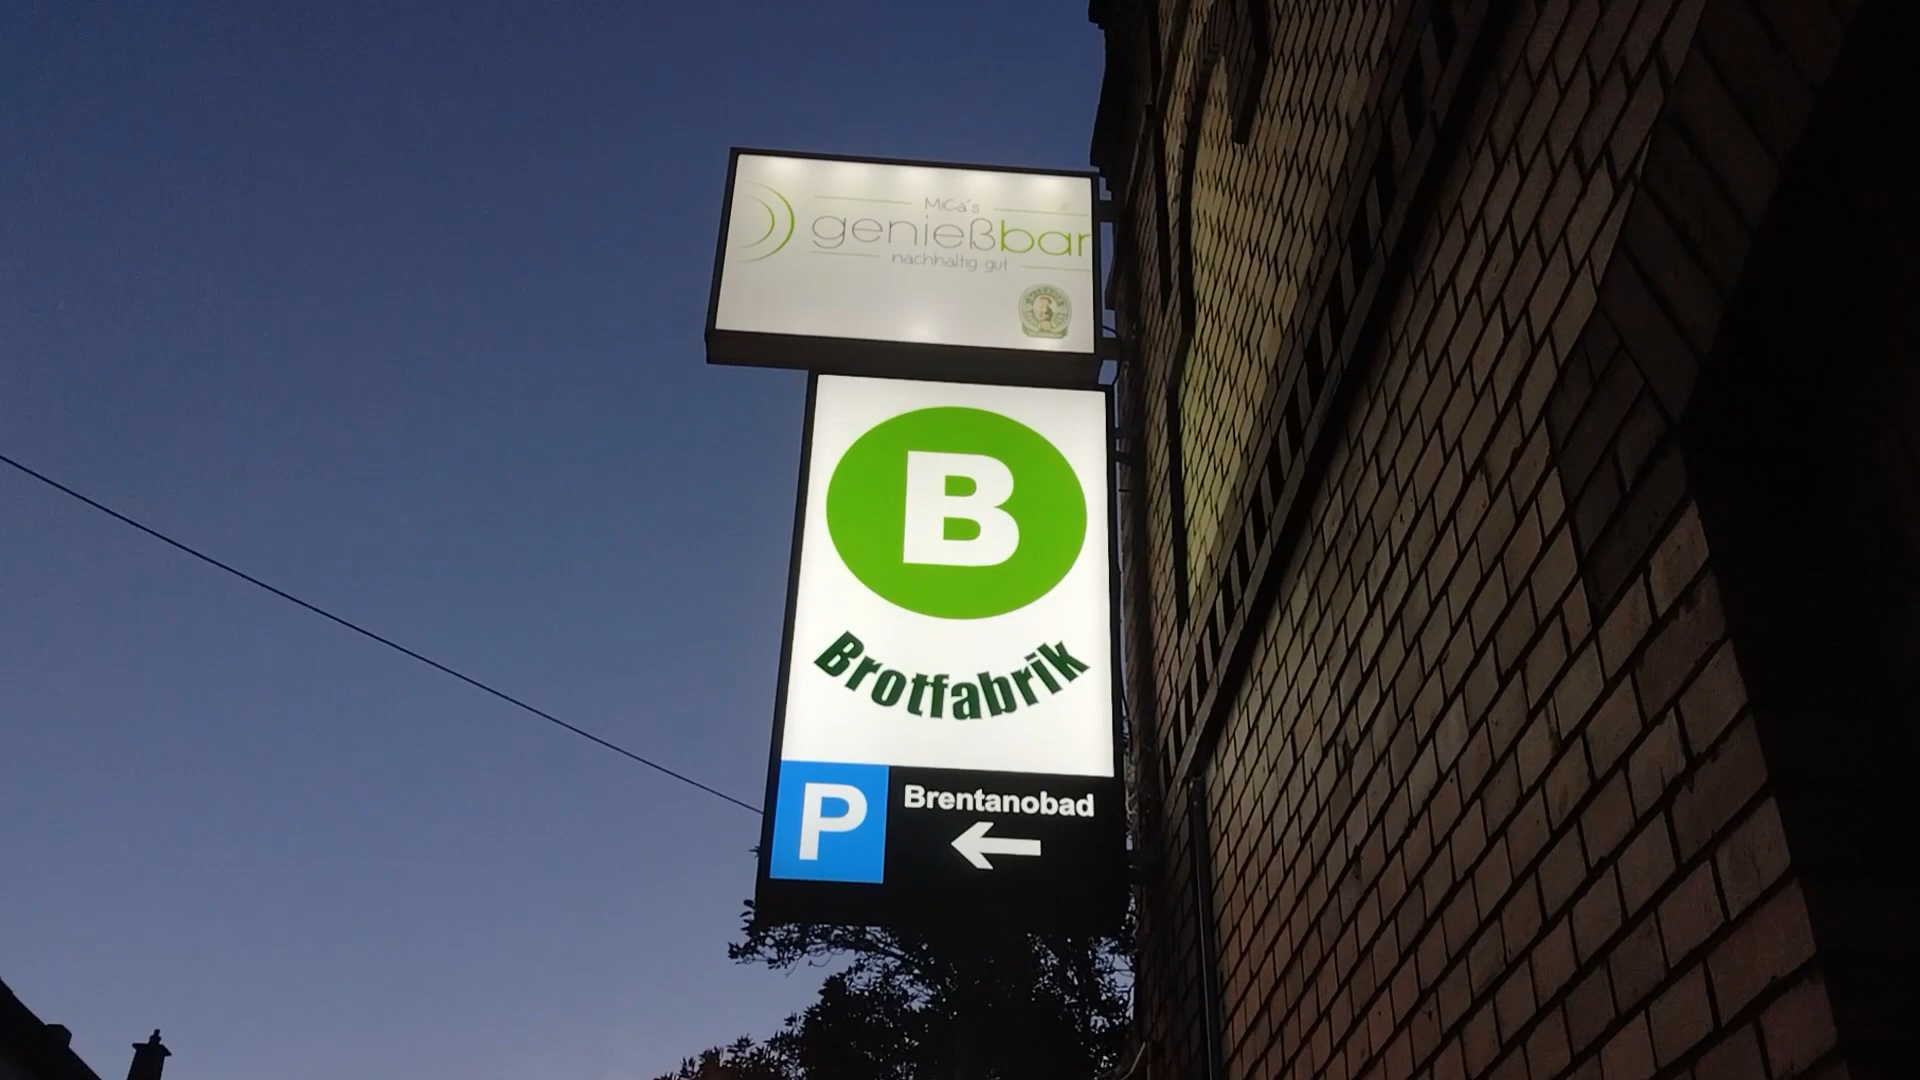 MiCa's
genießbar
nachhaltig gut
B
Brotfabrik
P
Brentanobad